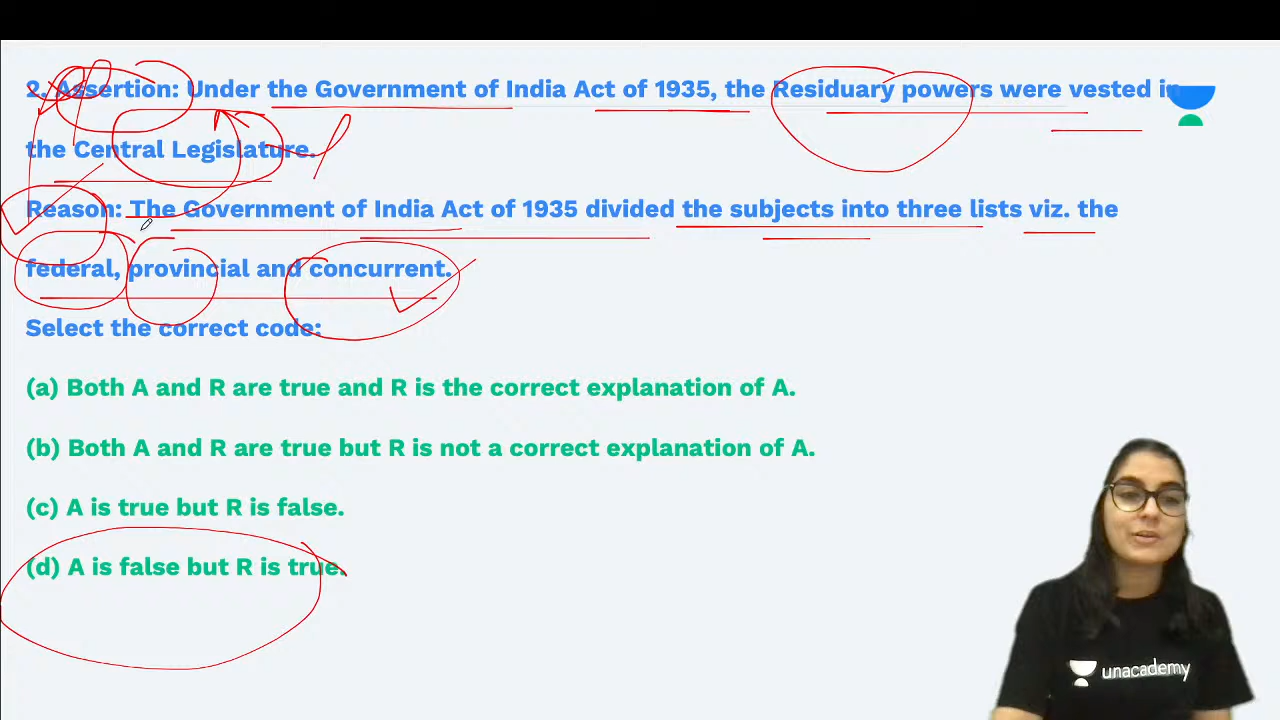 2. Assertion: Under the Government of India Act of 1935, the Residuary powers were vested in
the Central Legislature.
Reason: The Government of India Act of 1935 divided the subjects into three lists viz. the
federal, provincial and concurrent.
Select the correct code:
(a) Both A and R are true and R is the correct explanation of A.
(b) Both A and R are true but R is not a correct explanation of A.
(c) A is true but R is false.
(d) A is false but R is true.
unacademy